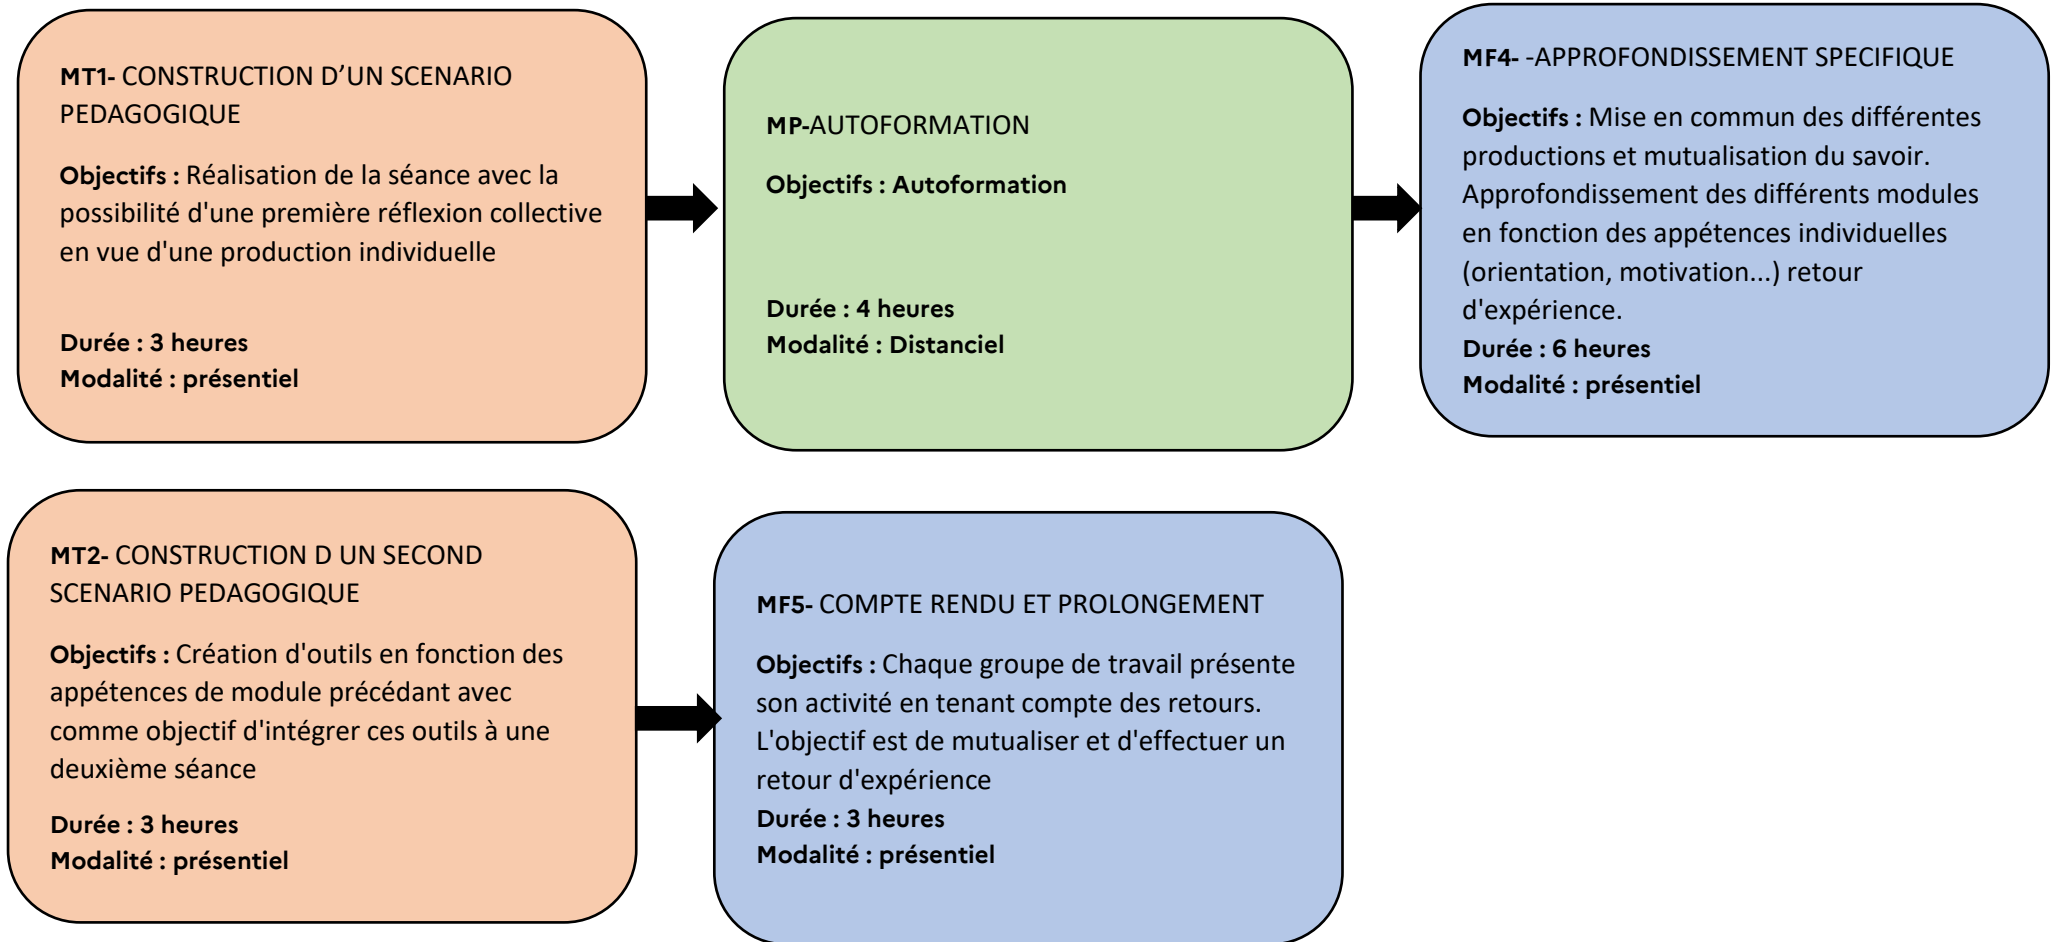 MT1- CONSTRUCTION D’UN SCENARIO
PEDAGOGIQUE
Objectifs : Réalisation de la séance avec la
possibilité d'une première réflexion collective
en vue d'une production individuelle
Durée : 3 heures
Modalité : présentiel
MP-AUTOFORMATION
Objectifs : Autoformation
Durée : 4 heures
Modalité : Distanciel
MF4- -APPROFONDISSEMENT SPECIFIQUE
Objectifs : Mise en commun des différentes
productions et mutualisation du savoir.
Approfondissement des différents modules
en fonction des appétences individuelles
(orientation, motivation...) retour
d'expérience.
Durée : 6 heures
Modalité : présentiel
MT2- CONSTRUCTION D UN SECOND
SCENARIO PEDAGOGIQUE
Objectifs : Création d'outils en fonction des
appétences de module précédant avec
comme objectif d'intégrer ces outils à une
deuxième séance
Durée : 3 heures
Modalité : présentiel
MF5- COMPTE RENDU ET PROLONGEMENT
Objectifs : Chaque groupe de travail présente
son activité en tenant compte des retours.
L'objectif est de mutualiser et d'effectuer un
retour d'expérience
Durée : 3 heures
Modalité : présentiel